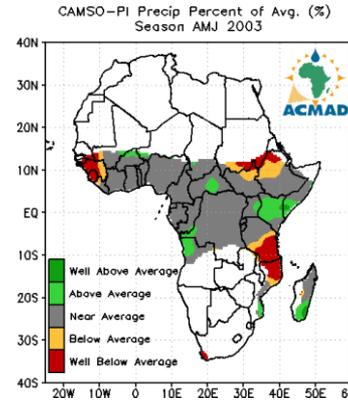 CAMSO-PI Precip Percent of Avg. (%)
Season AMJ 2003
40N
30N
20N
10N
EQ
10S
20S
30S
40S
ACMAD
Well Above Average
Above Average
Near Average
Below Average
Well Below Average
20W 10W 0 10E 20E 30E 40E 50E